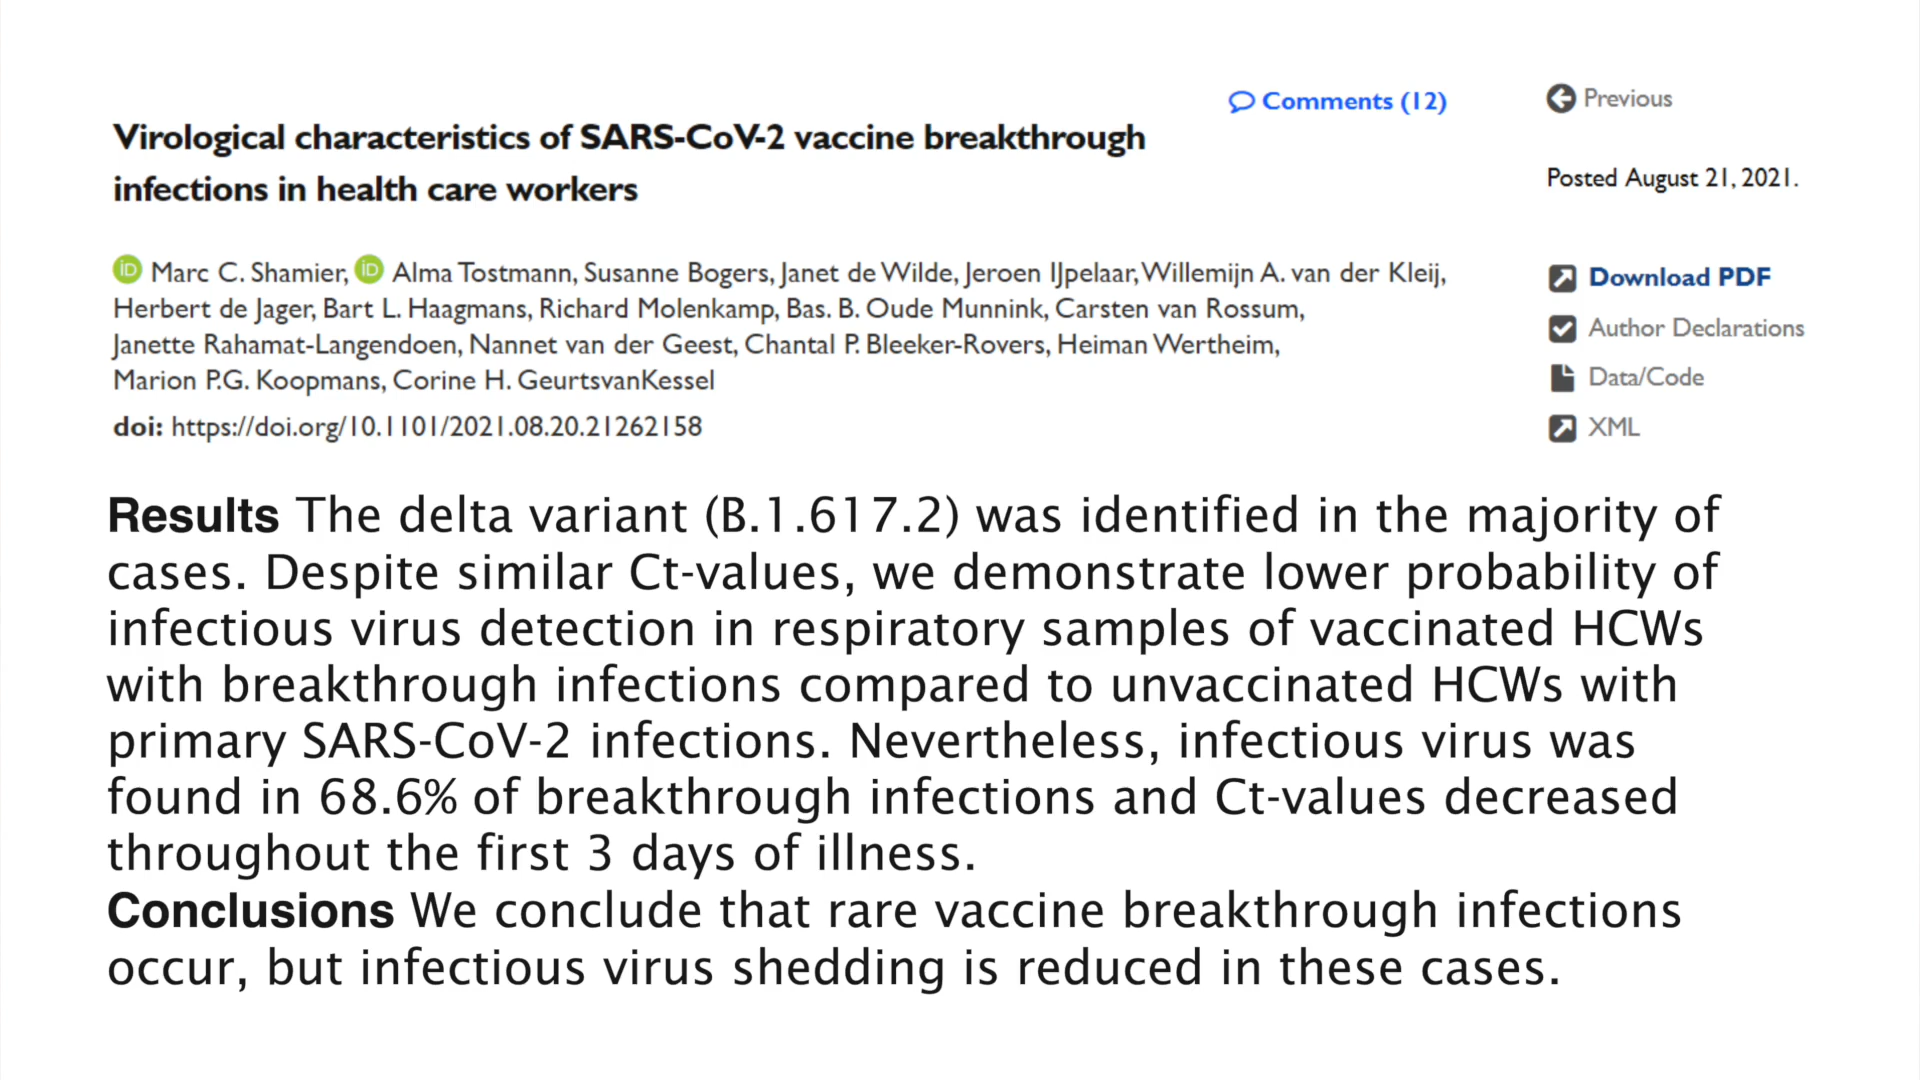 Comments (12)
Previous
Virological characteristics of SARS-CoV-2 vaccine breakthrough
infections in health care workers
Posted August 21, 2021.
iD Marc C. Shamier, iD Alma Tostmann, Susanne Bogers, Janet de Wilde, Jeroen IJpelaar, Willemijn A. van der Kleij,
Herbert de Jager, Bart L. Haagmans, Richard Molenkamp, Bas. B. Oude Munnink, Carsten van Rossum,
Janette Rahamat-Langendoen, Nannet van der Geest, Chantal P. Bleeker-Rovers, Heiman Wertheim,
Marion P.G. Koopmans, Corine H. GeurtsvanKessel
doi: https://doi.org/10.1101/2021.08.20.21262158
Download PDF
Author Declarations
Data/Code
XML
Results The delta variant (B.1.617.2) was identified in the majority of
cases. Despite similar Ct-values, we demonstrate lower probability of
infectious virus detection in respiratory samples of vaccinated HCWs
with breakthrough infections compared to unvaccinated HCWs with
primary SARS-CoV-2 infections. Nevertheless, infectious virus was
found in 68.6% of breakthrough infections and Ct-values decreased
throughout the first 3 days of illness.
Conclusions We conclude that rare vaccine breakthrough infections
occur, but infectious virus shedding is reduced in these cases.